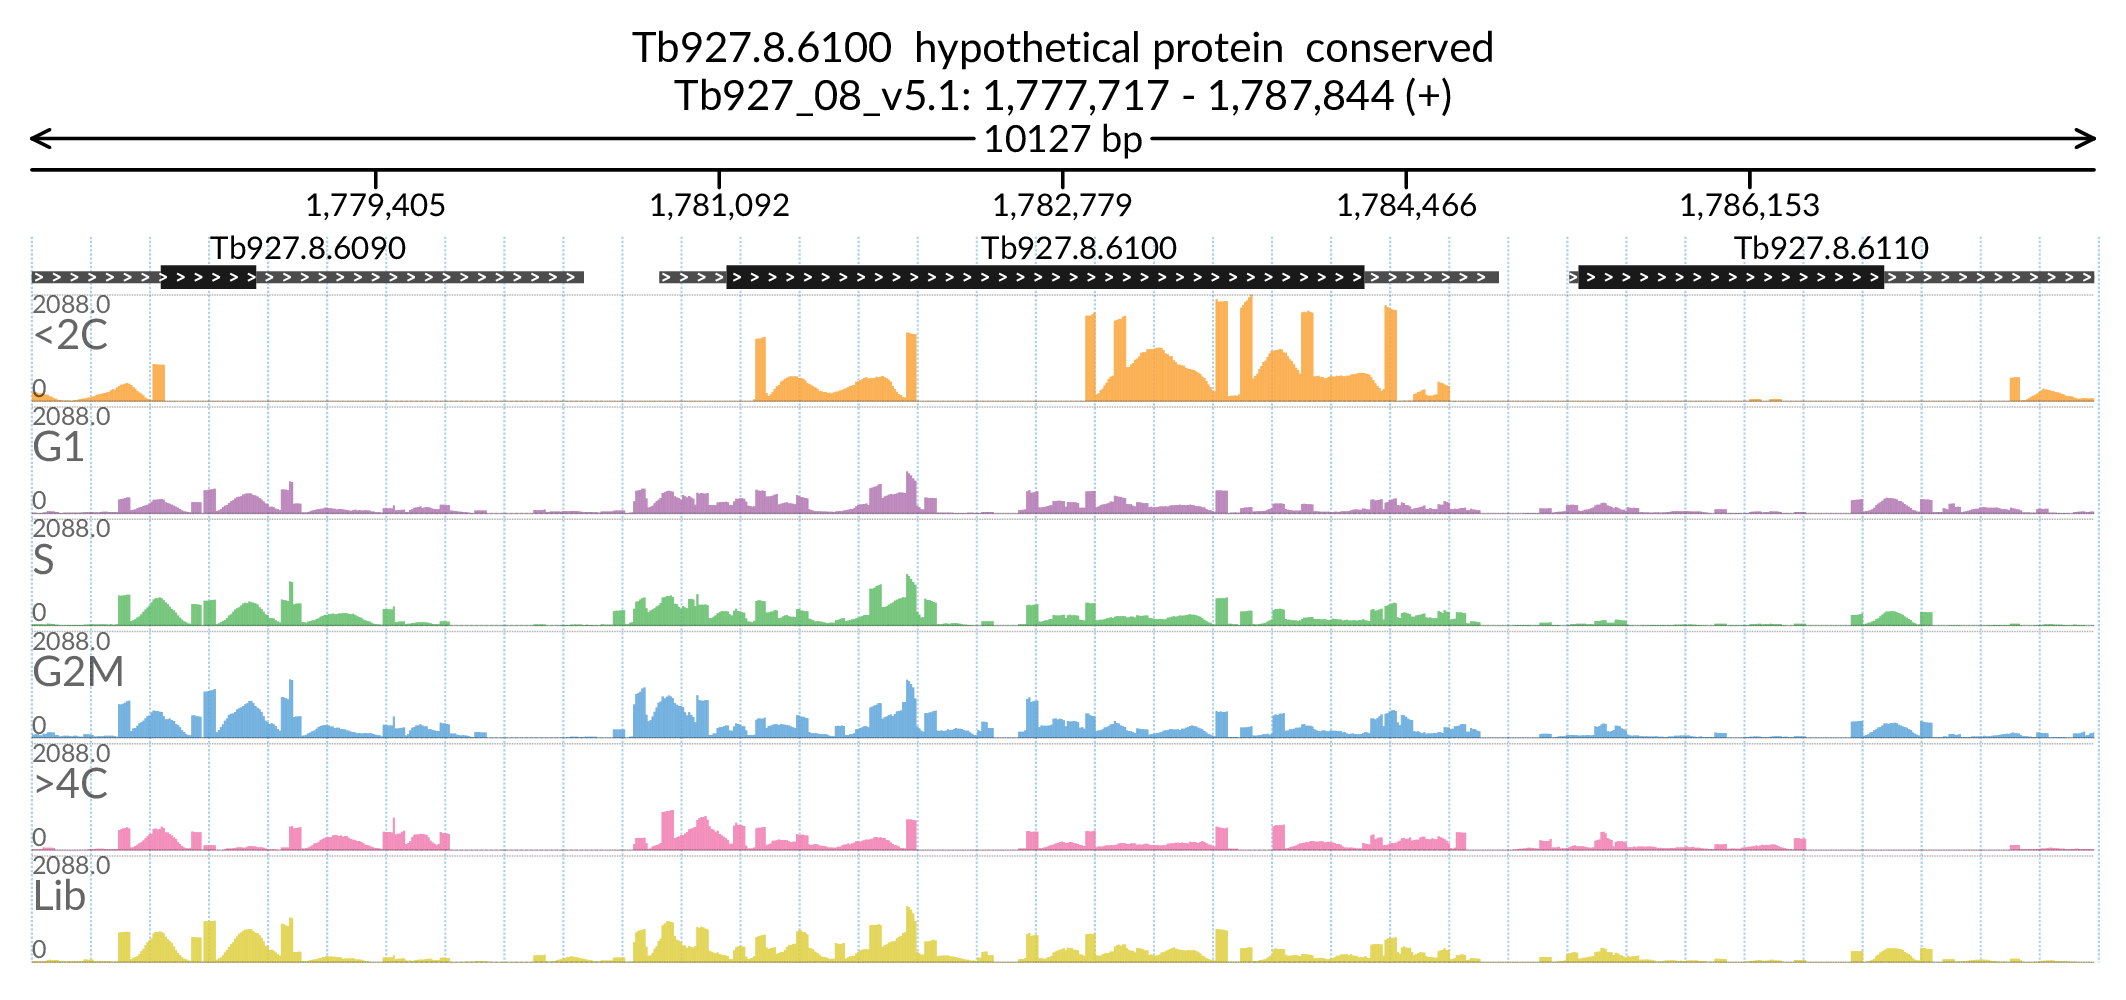 Tb927.8.6100 hypothetical protein conserved
Tb927_08_v5.1: 1,777,717 - 1,787,844 (+)
10127 bp
1,779,405 1,781,092 1,782,779 1,784,466 1,786,153
Tb927.8.6090 Tb927.8.6100 Tb927.8.6110
2088.0
<2C
0
2088.0
G1
0
2088.0
S
0
2088.0
G2M
0
2088.0
>4C
0
2088.0
Lib
0